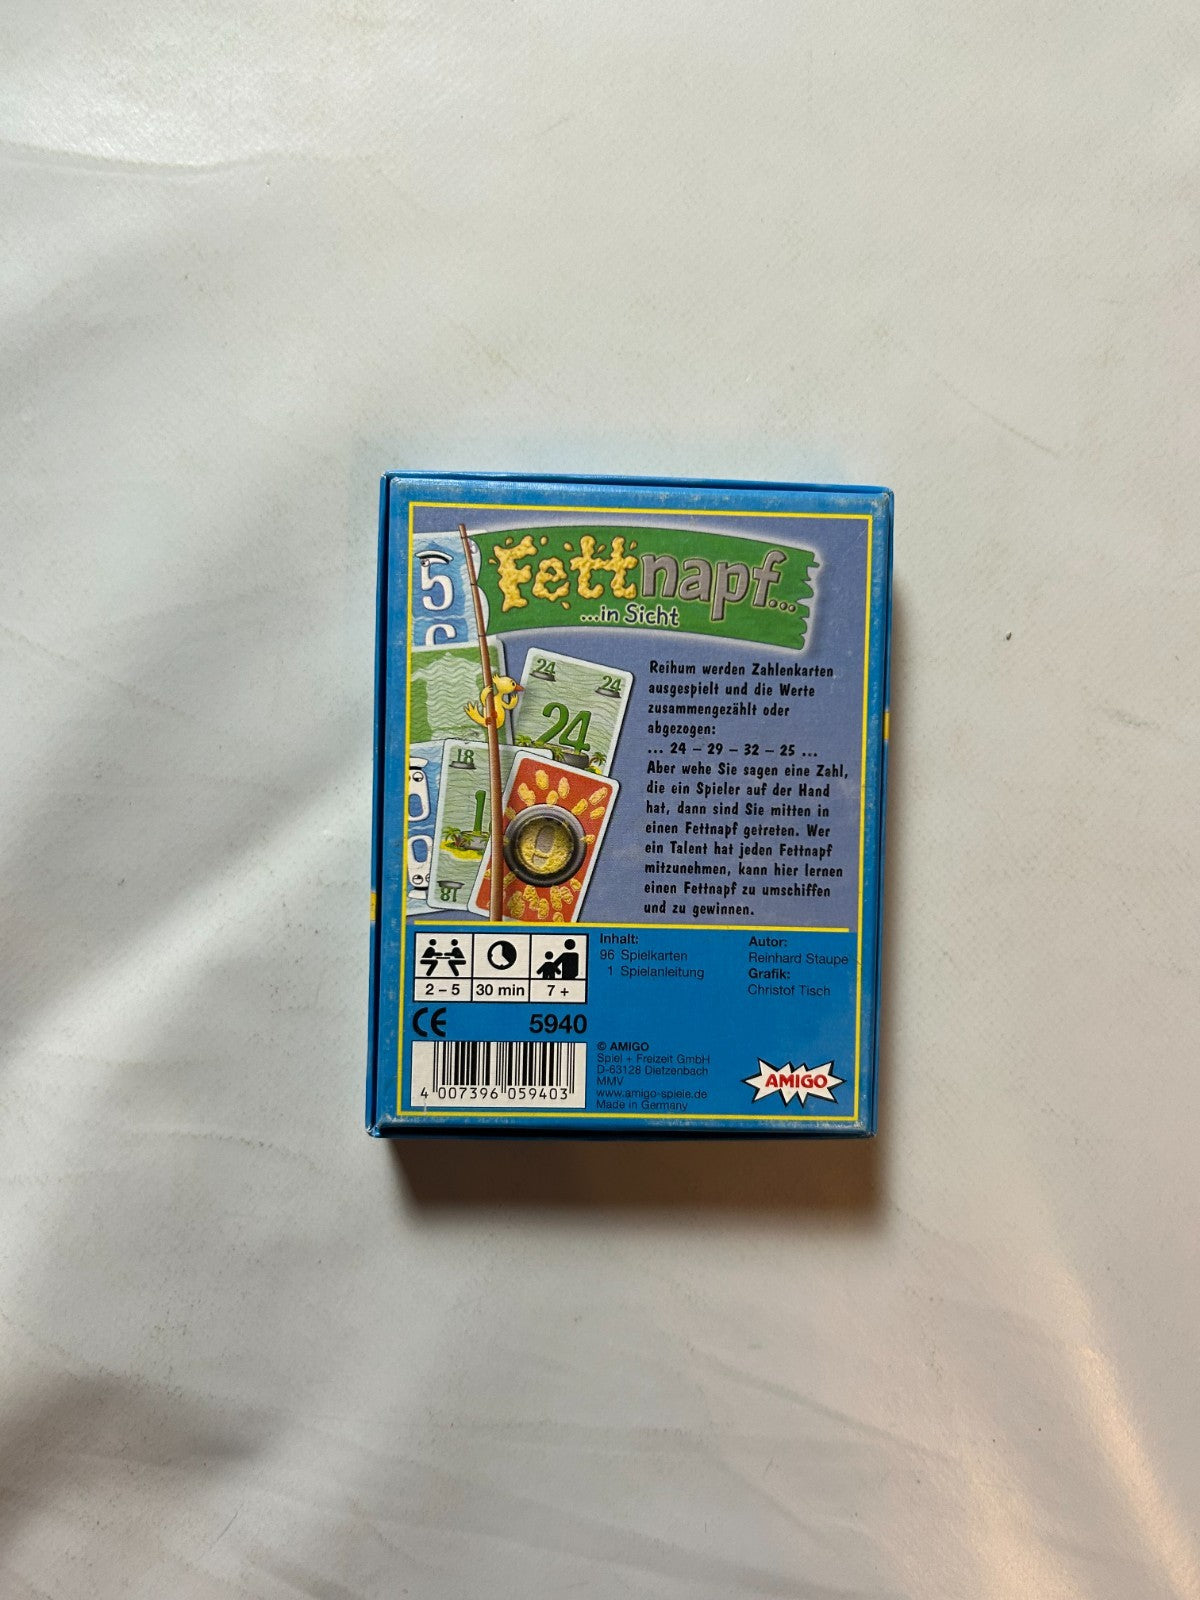 Fettnapf...
...in Sicht
5
6
24
24
24
18
1
18
Reihum werden Zahlenkarten
ausgespielt und die Werte
zusammengezählt oder
abgezogen:
... 24 – 29 – 32 – 25 ...
Aber wehe Sie sagen eine Zahl,
die ein Spieler auf der Hand
hat, dann sind Sie mitten in
einen Fettnapf getreten. Wer
ein Talent hat jeden Fettnapf
mitzunehmen, kann hier lernen
einen Fettnapf zu umschiffen
und zu gewinnen.
2 – 5
30 min
7 +
Inhalt:
96 Spielkarten
1 Spielanleitung
Autor:
Reinhard Staupe
Grafik:
Christof Tisch
CE
5940
4 007396 059403
© AMIGO
Spiel + Freizeit GmbH
D-63128 Dietzenbach
MMV
www.amigo-spiele.de
Made in Germany
AMIGO